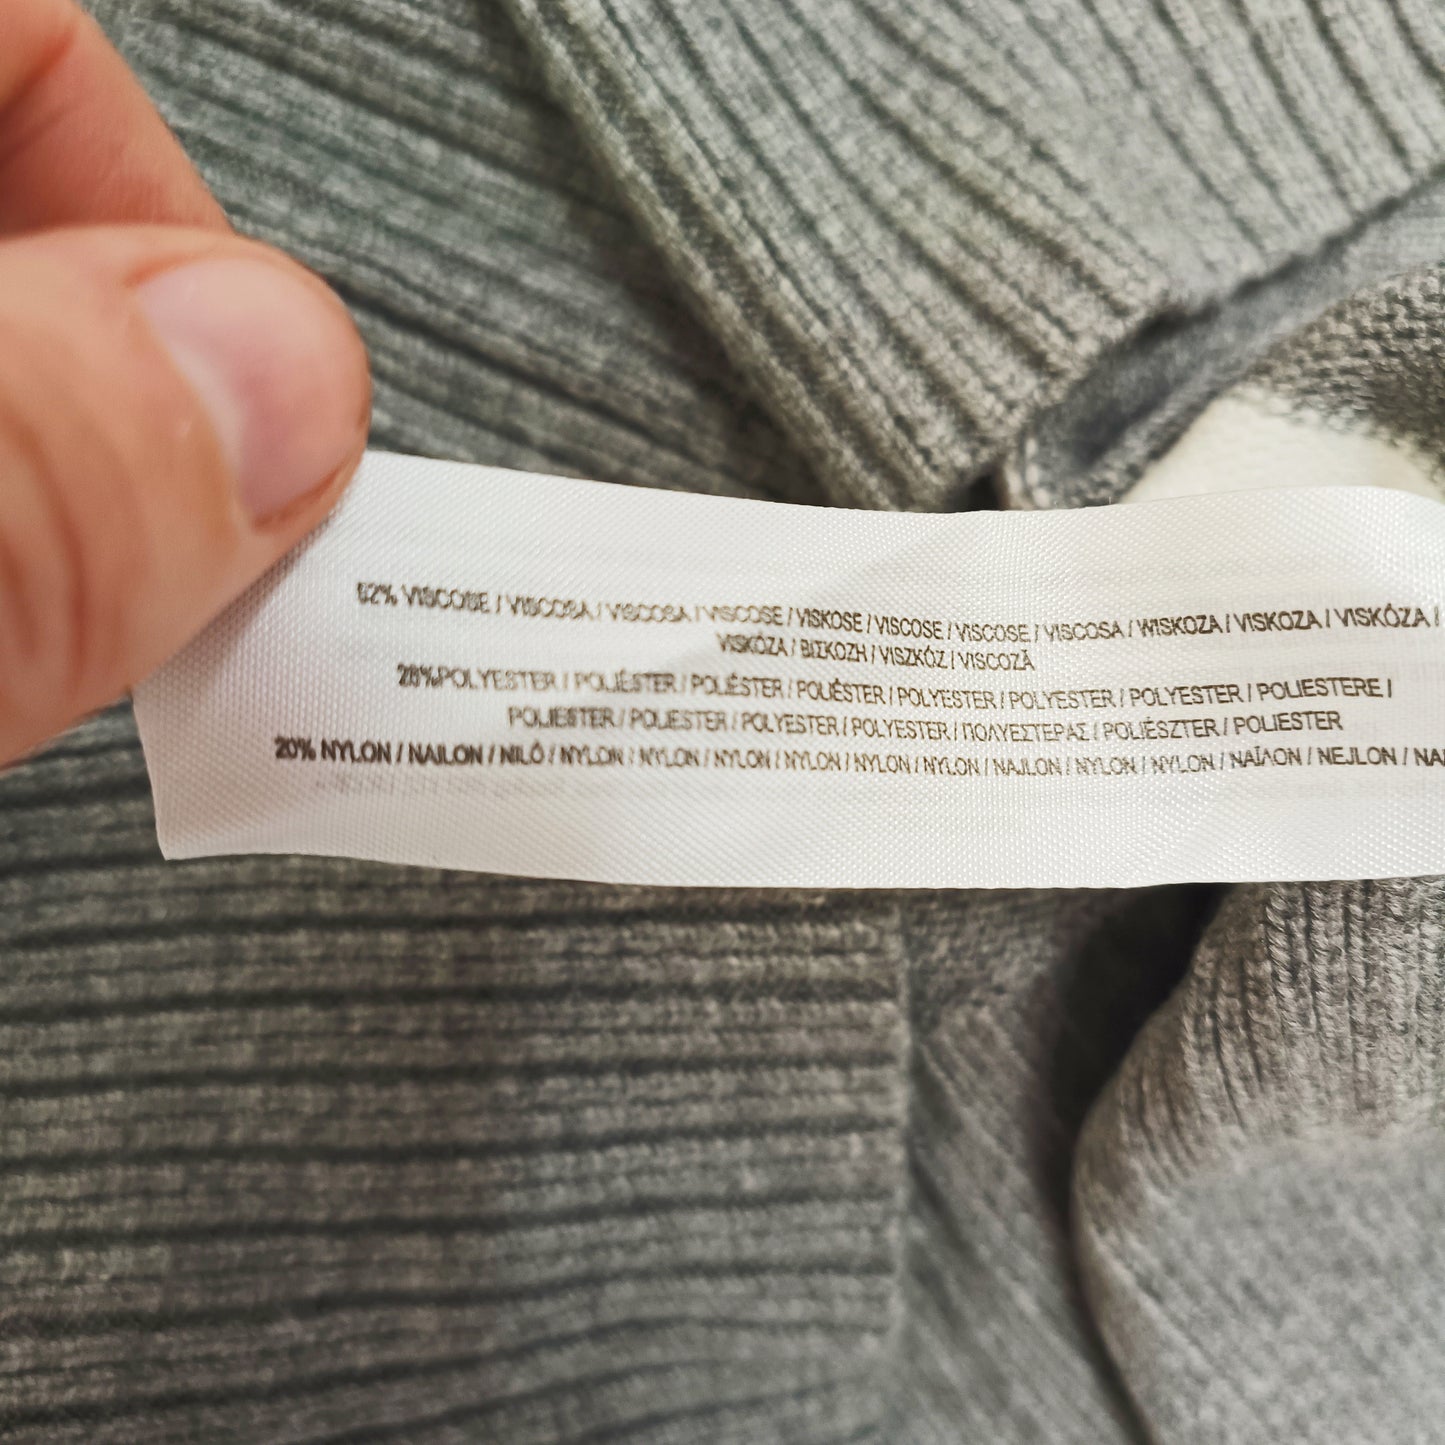 52% VISCOSE / VISCOSA / VISCOSA / VISCOSE / VISKOSE / VISCOSE / VISCOSE / VISCOSA / WISKOZA / VISKOZA / VISKÓZA /
VISKÓZA / ΒΙΣΚΟΖΗ / VISZKÓZ / VISCOZĂ
28%POLYESTER / POLIÉSTER / POLIÉSTER / POLIÉSTER / POLYESTER / POLYESTER / POLYESTER / POLIESTERE /
POLIESTER / POLIESTER / POLYESTER / POLYESTER / ΠΟΛΥΕΣΤΕΡΑΣ / POLIÉSZTER / POLIESTER
20% NYLON / NAILON / NILÓ / NYLON / NYLON / NYLON / NYLON / NYLON / NYLON / NAJLON / NYLON / NYLON / ΝΑΪΛΟΝ / NEJLON /